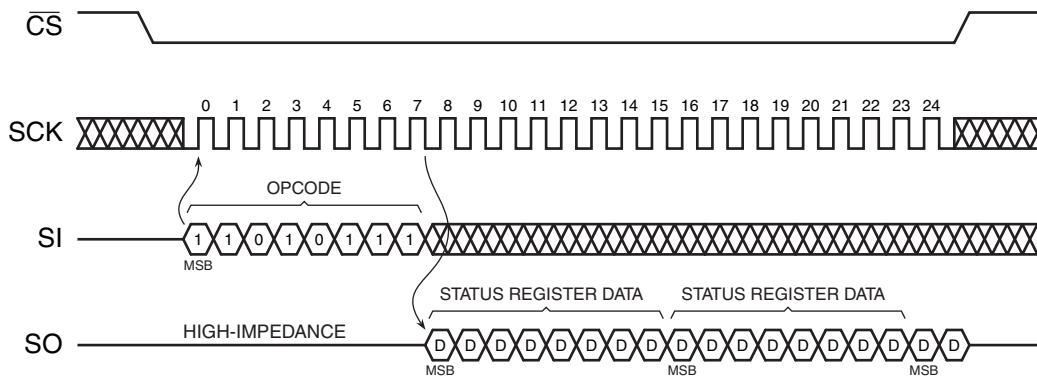 CS
0 1 2 3 4 5 6 7 8 9 10 11 12 13 14 15 16 17 18 19 20 21 22 23 24
SCK
OPCODE
SI 1 1 0 1 0 1 1 1
MSB
STATUS REGISTER DATA STATUS REGISTER DATA
HIGH-IMPEDANCE
SO D D D D D D D D D D D D D D D D D D
MSB MSB MSB